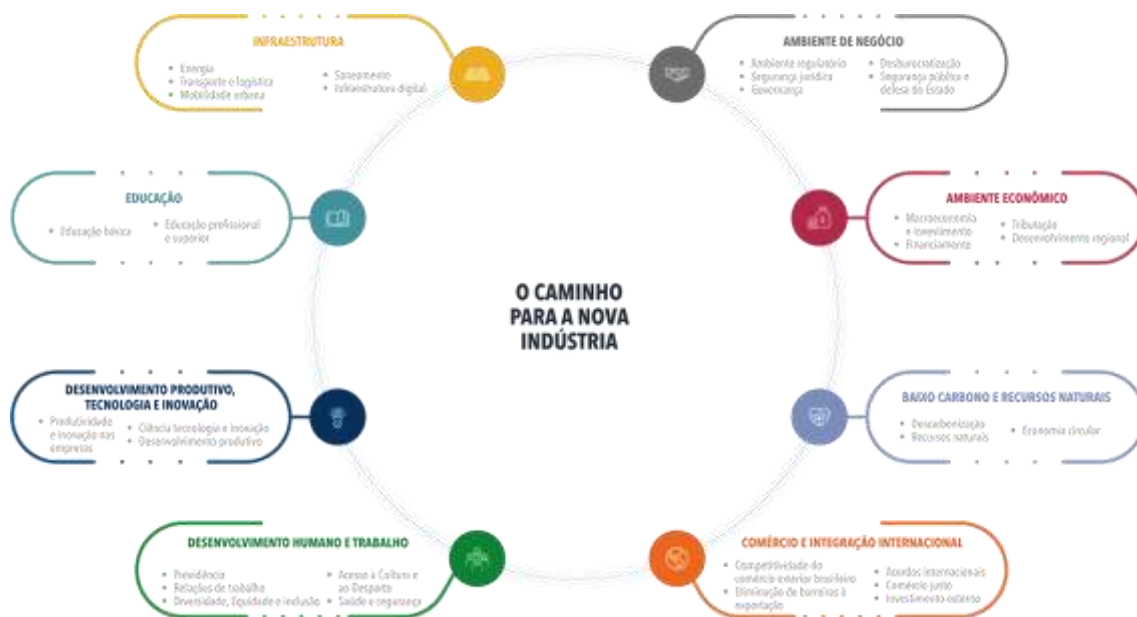 INFRAESTRUTURA
• Energia
• Transporte e logística
• Mobilidade urbana
• Saneamento
• Infraestrutura digital
AMBIENTE DE NEGÓCIO
• Ambiente regulatório
• Segurança jurídica
• Governança
• Desburocratização
• Segurança pública e
defesa do Estado
EDUCAÇÃO
• Educação básica
• Educação profissional
e superior
AMBIENTE ECONÔMICO
• Macroeconomia
e investimento
• Financiamento
• Tributação
• Desenvolvimento regional
O CAMINHO
PARA A NOVA
INDÚSTRIA
DESENVOLVIMENTO PRODUTIVO,
TECNOLOGIA E INOVAÇÃO
• Produtividade
e inovação nas
empresas
• Ciência tecnologia e inovação
• Desenvolvimento produtivo
BAIXO CARBONO E RECURSOS NATURAIS
• Descarbonização
• Recursos naturais
• Economia circular
DESENVOLVIMENTO HUMANO E TRABALHO
• Previdência
• Relações de trabalho
• Diversidade, Equidade e inclusão
• Acesso à Cultura e
ao Desporto
• Saúde e segurança
COMÉRCIO E INTEGRAÇÃO INTERNACIONAL
• Competitividade do
comércio exterior brasileiro
• Eliminação de barreiras à
exportação
• Acordos internacionais
• Comércio justo
• Investimento externo